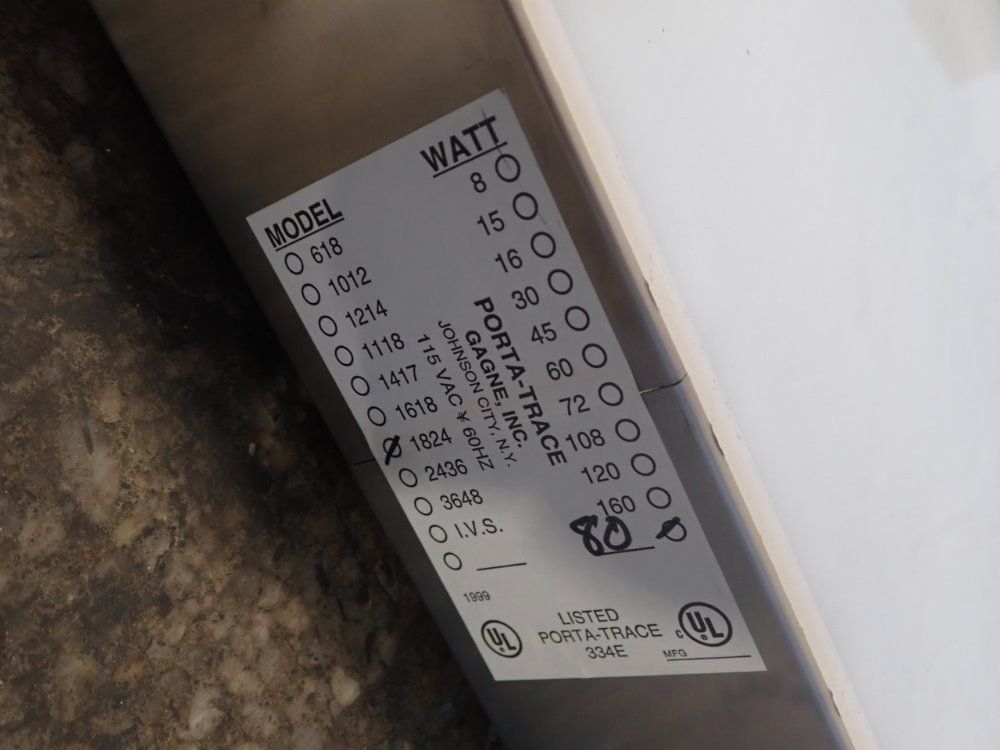 MODEL
618
1012
1214
1118
1417
1618
1824
2436
3648
I.V.S.
WATT
8
15
16
30
45
60
72
108
120
160
80
PORTA-TRACE
GAGNE, INC.
JOHNSON CITY, N.Y.
115 VAC ¥ 60HZ
1999
UL
LISTED
PORTA-TRACE
334E
C UL
MFG